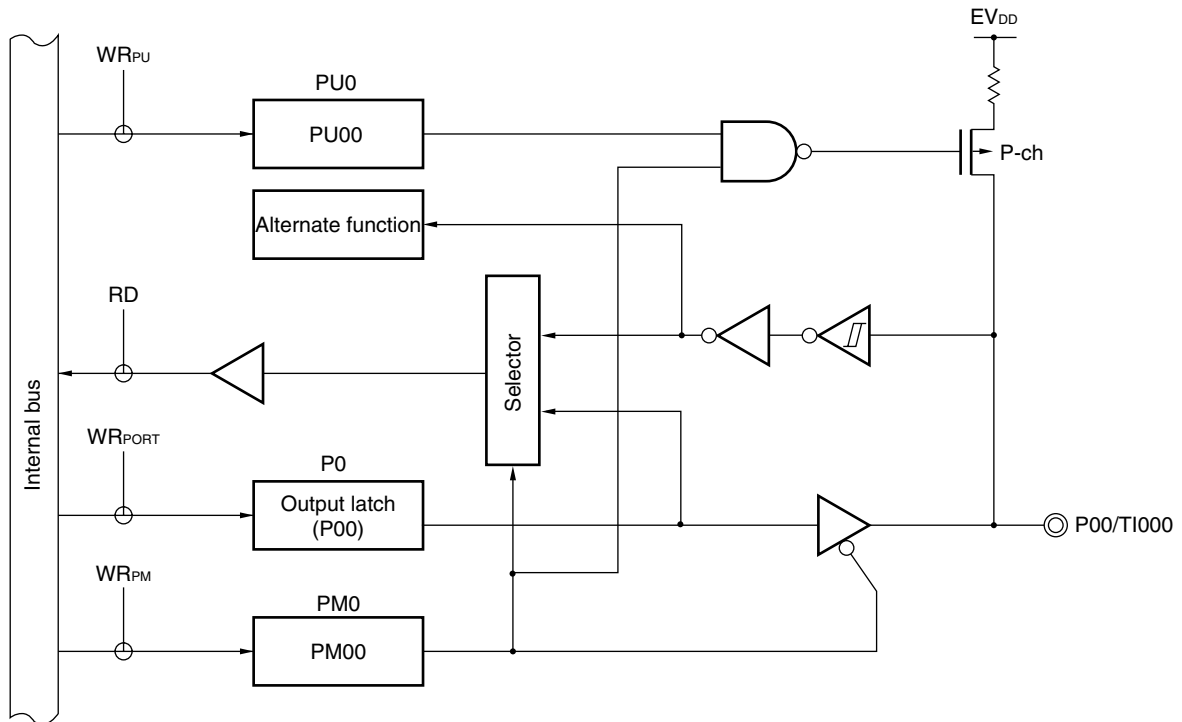 EVDD
WRPU
PU0
PU00
P-ch
Alternate function
RD
Selector
Internal bus
WRPORT
P0
Output latch
(P00)
P00/TI000
WRPM
PM0
PM00